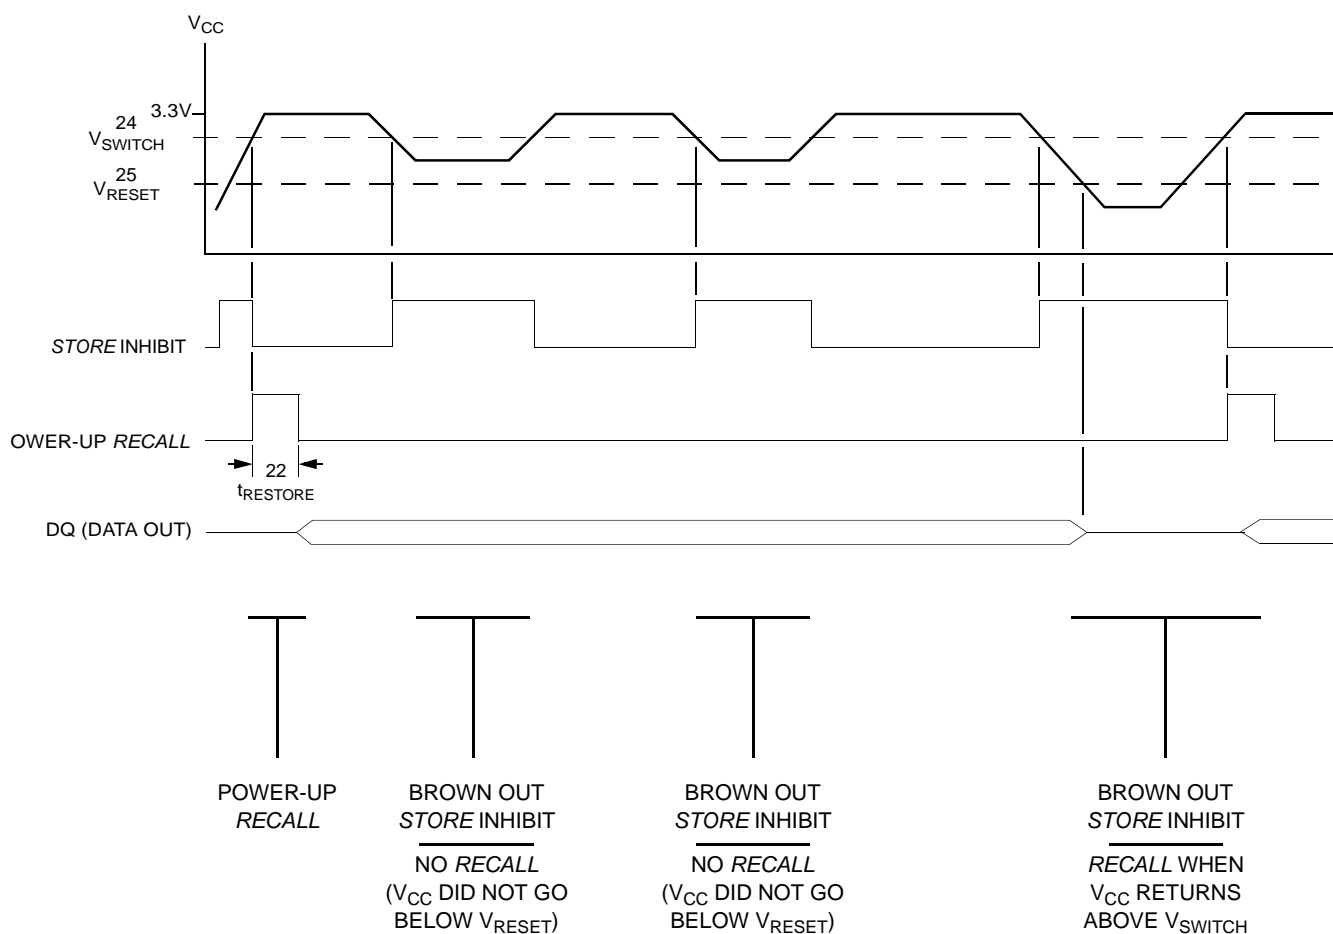 VCC
3.3V
24
VSWITCH
25
VRESET
STORE INHIBIT
OWER-UP RECALL
22
tRESTORE
DQ (DATA OUT)
POWER-UP
RECALL
BROWN OUT
STORE INHIBIT
NO RECALL
(VCC DID NOT GO
BELOW VRESET)
BROWN OUT
STORE INHIBIT
NO RECALL
(VCC DID NOT GO
BELOW VRESET)
BROWN OUT
STORE INHIBIT
RECALL WHEN
VCC RETURNS
ABOVE VSWITCH